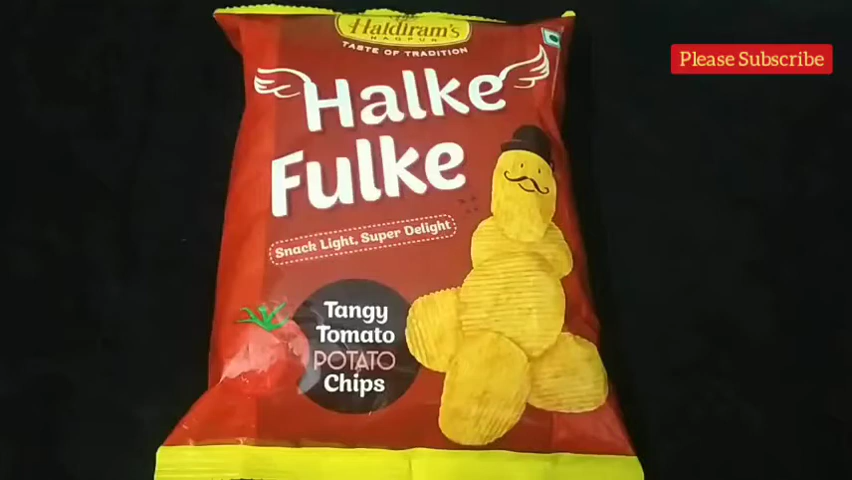 Haldiram's
NAGPUR
TASTE OF TRADITION
Please Subscribe
Halke
Fulke
Snack Light, Super Delight
Tangy
Tomato
POTATO
Chips